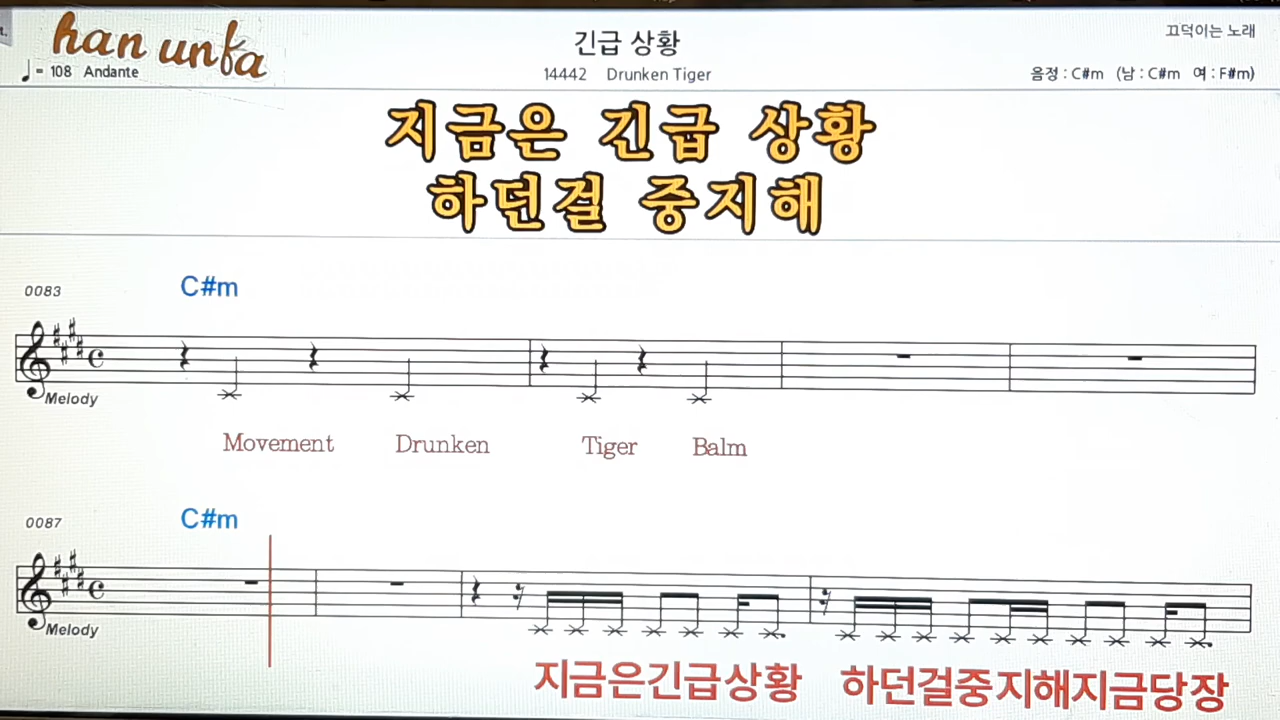 han unfa
긴급 상황
끄덕이는 노래
♩= 108 Andante
14442 Drunken Tiger
음정 : C#m (남 : C#m 여 : F#m)
지금은 긴급 상황
하던걸 중지해
0083
C#m
Melody
Movement Drunken Tiger Balm
0087
C#m
Melody
지금은긴급상황 하던걸중지해지금당장